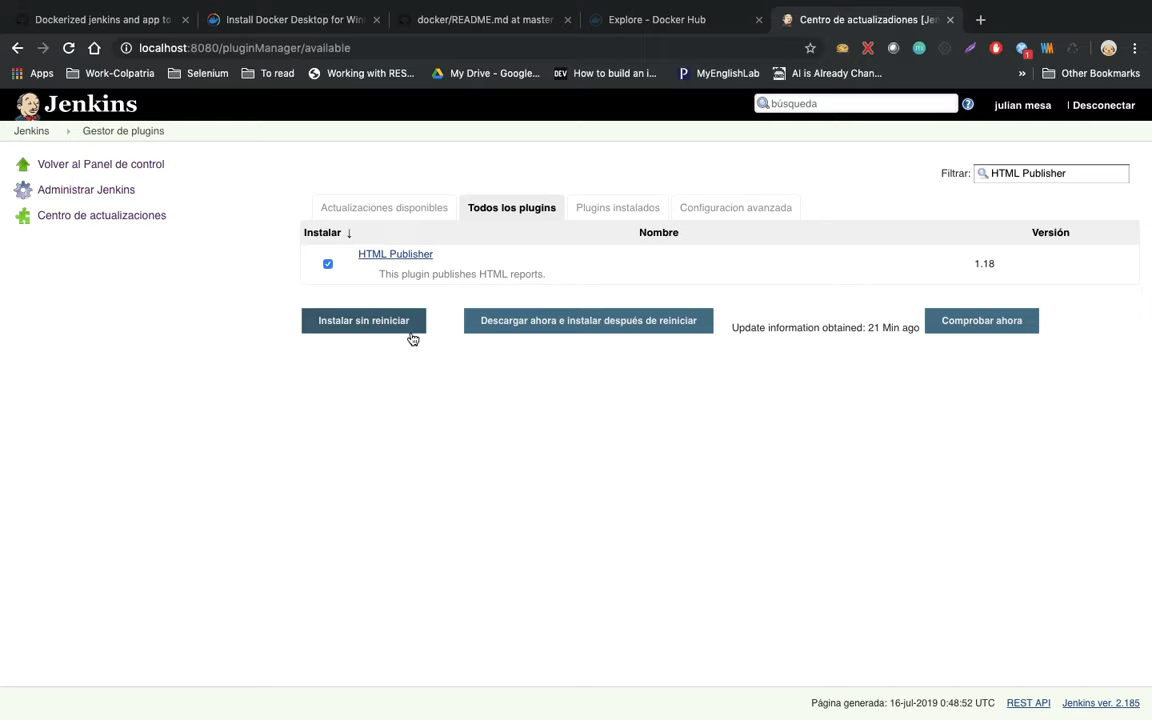 Dockerized jenkins and app to
Install Docker Desktop for Win
docker/README.md at master
Explore - Docker Hub
Centro de actualizadiones [Jen
localhost:8080/pluginManager/available
Apps
Work-Colpatria
Selenium
To read
Working with RES...
My Drive - Google...
DEV
How to build an i...
MyEnglishLab
AI is Already Chan...
»
Other Bookmarks
Jenkins
búsqueda
julian mesa
| Desconectar
Jenkins
Gestor de plugins
Volver al Panel de control
Administrar Jenkins
Centro de actualizaciones
Filtrar: HTML Publisher
Actualizaciones disponibles
Todos los plugins
Plugins instalados
Configuracion avanzada
Instalar ↓
Nombre
Versión
HTML Publisher
This plugin publishes HTML reports.
1.18
Instalar sin reiniciar
Descargar ahora e instalar después de reiniciar
Update information obtained: 21 Min ago
Comprobar ahora
Página generada: 16-jul-2019 0:48:52 UTC
REST API
Jenkins ver. 2.185